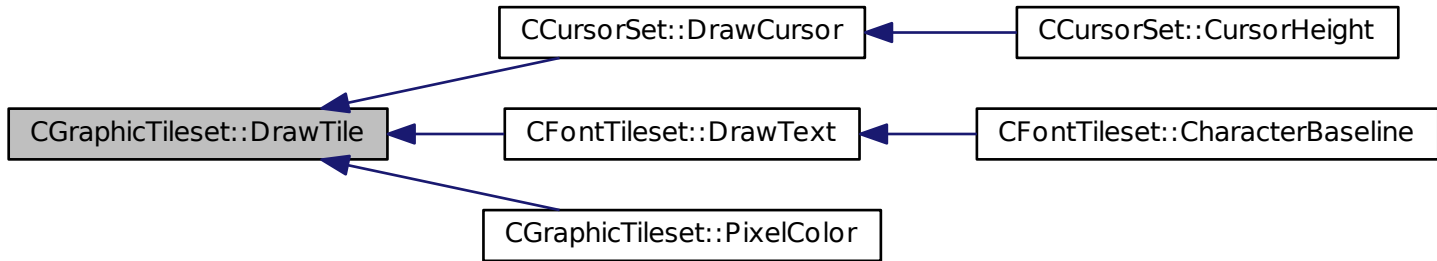 CCursorSet::DrawCursor
CCursorSet::CursorHeight
CGraphicTileset::DrawTile
CFontTileset::DrawText
CFontTileset::CharacterBaseline
CGraphicTileset::PixelColor